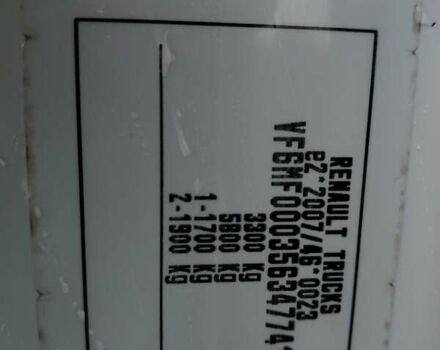 RENAULT TRUCKS
e2*2007/46*0023
VF6MF000356347741
3300 Kg
5800 Kg
1-1700 Kg
2-1900 Kg